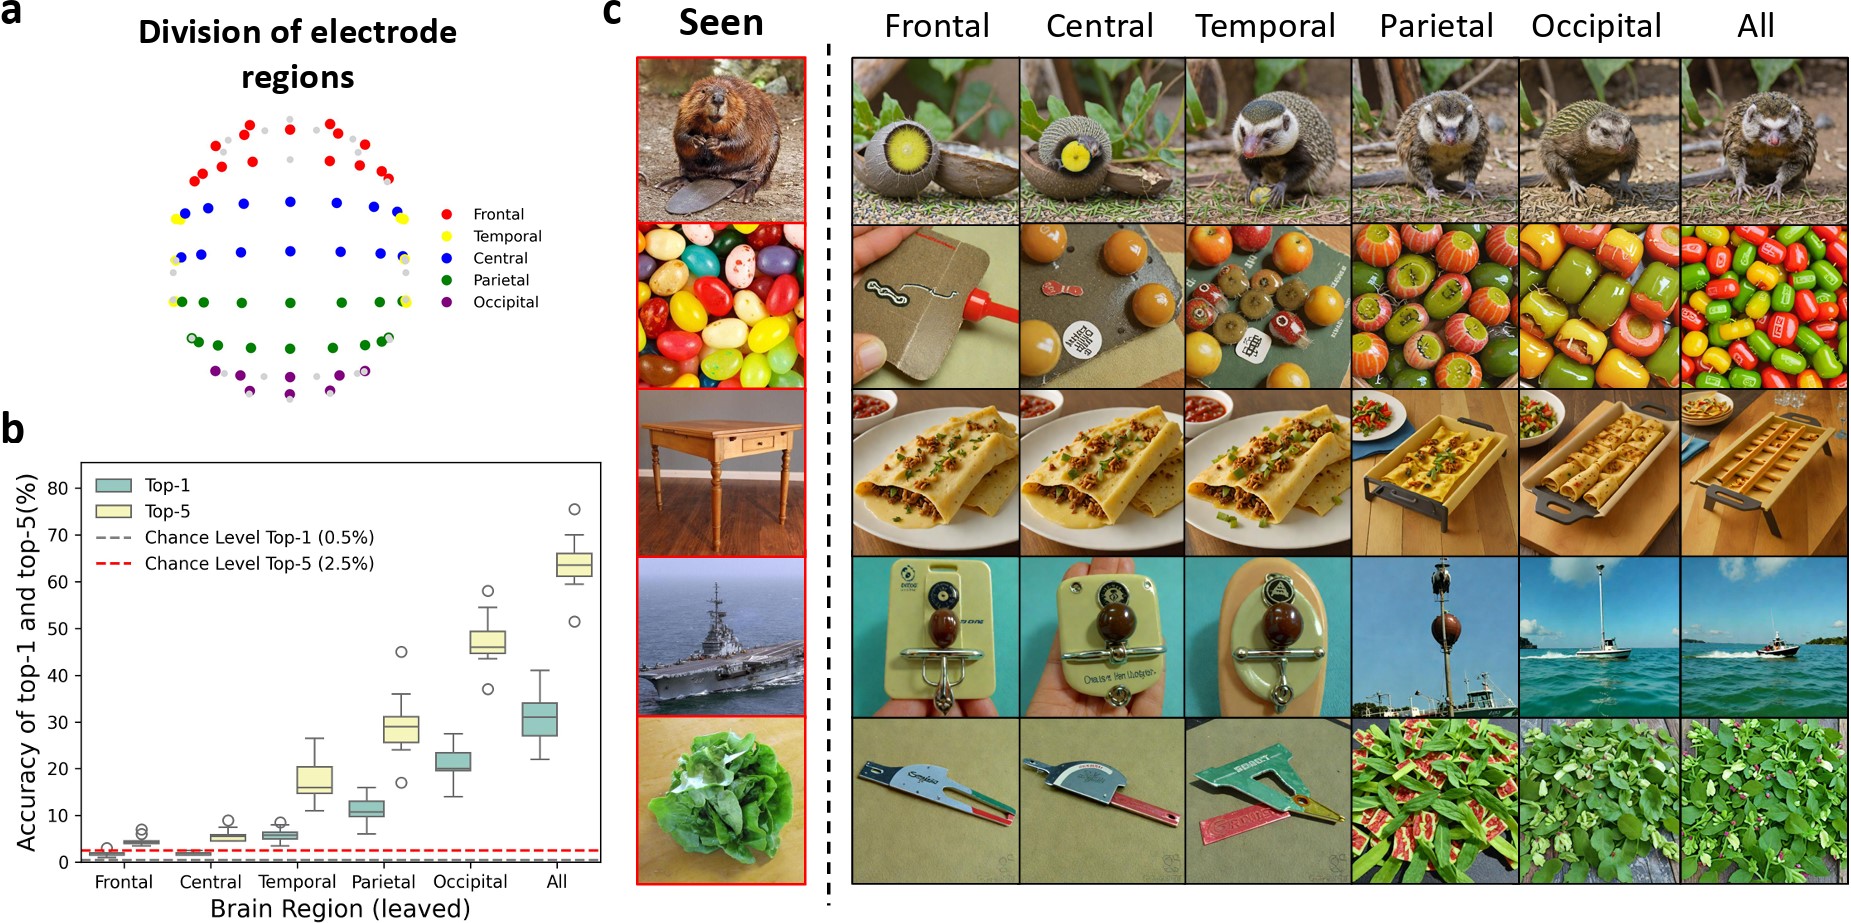 a
Division of electrode
regions
Frontal
Temporal
Central
Parietal
Occipital
b
Accuracy of top-1 and top-5(%)
80
70
60
50
40
30
20
10
0
Top-1
Top-5
Chance Level Top-1 (0.5%)
Chance Level Top-5 (2.5%)
Frontal Central Temporal Parietal Occipital All
Brain Region (leaved)
c
Seen Frontal Central Temporal Parietal Occipital All